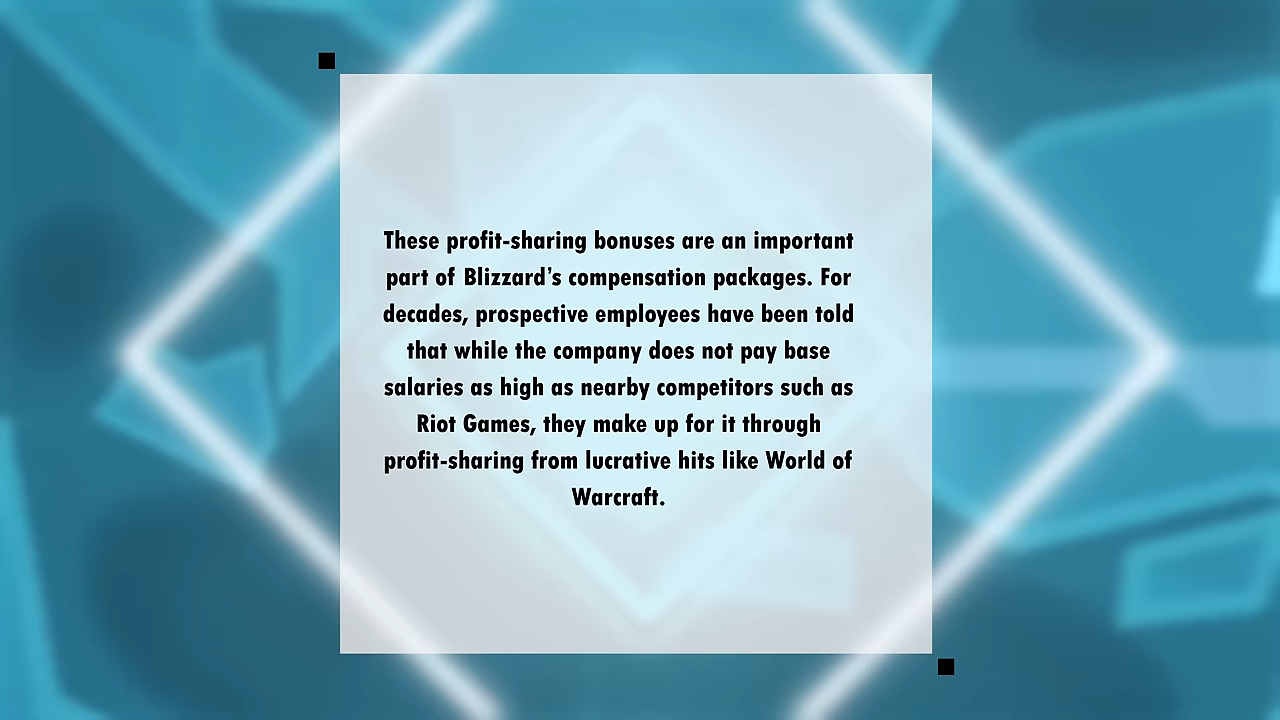 These profit-sharing bonuses are an important
part of Blizzard’s compensation packages. For
decades, prospective employees have been told
that while the company does not pay base
salaries as high as nearby competitors such as
Riot Games, they make up for it through
profit-sharing from lucrative hits like World of
Warcraft.